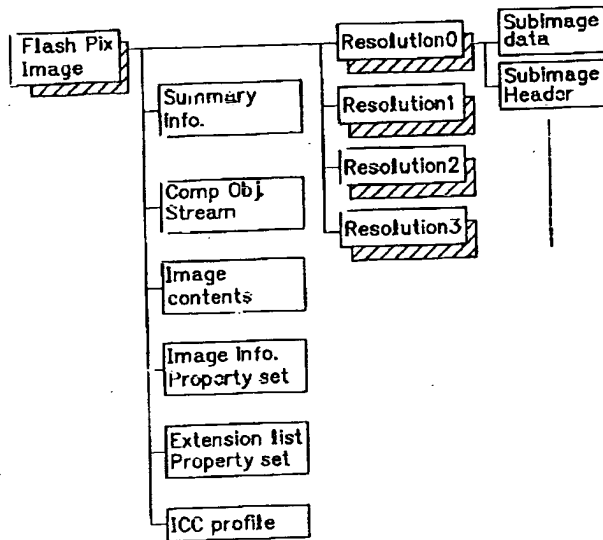 Flash Pix
Image
Resolution0
Subimage
data
Subimage
Header
Summary
Info.
Resolution1
Resolution2
Comp Obj.
Stream
Resolution3
Image
contents
Image Info.
Property set
Extension list
Property set
ICC profile